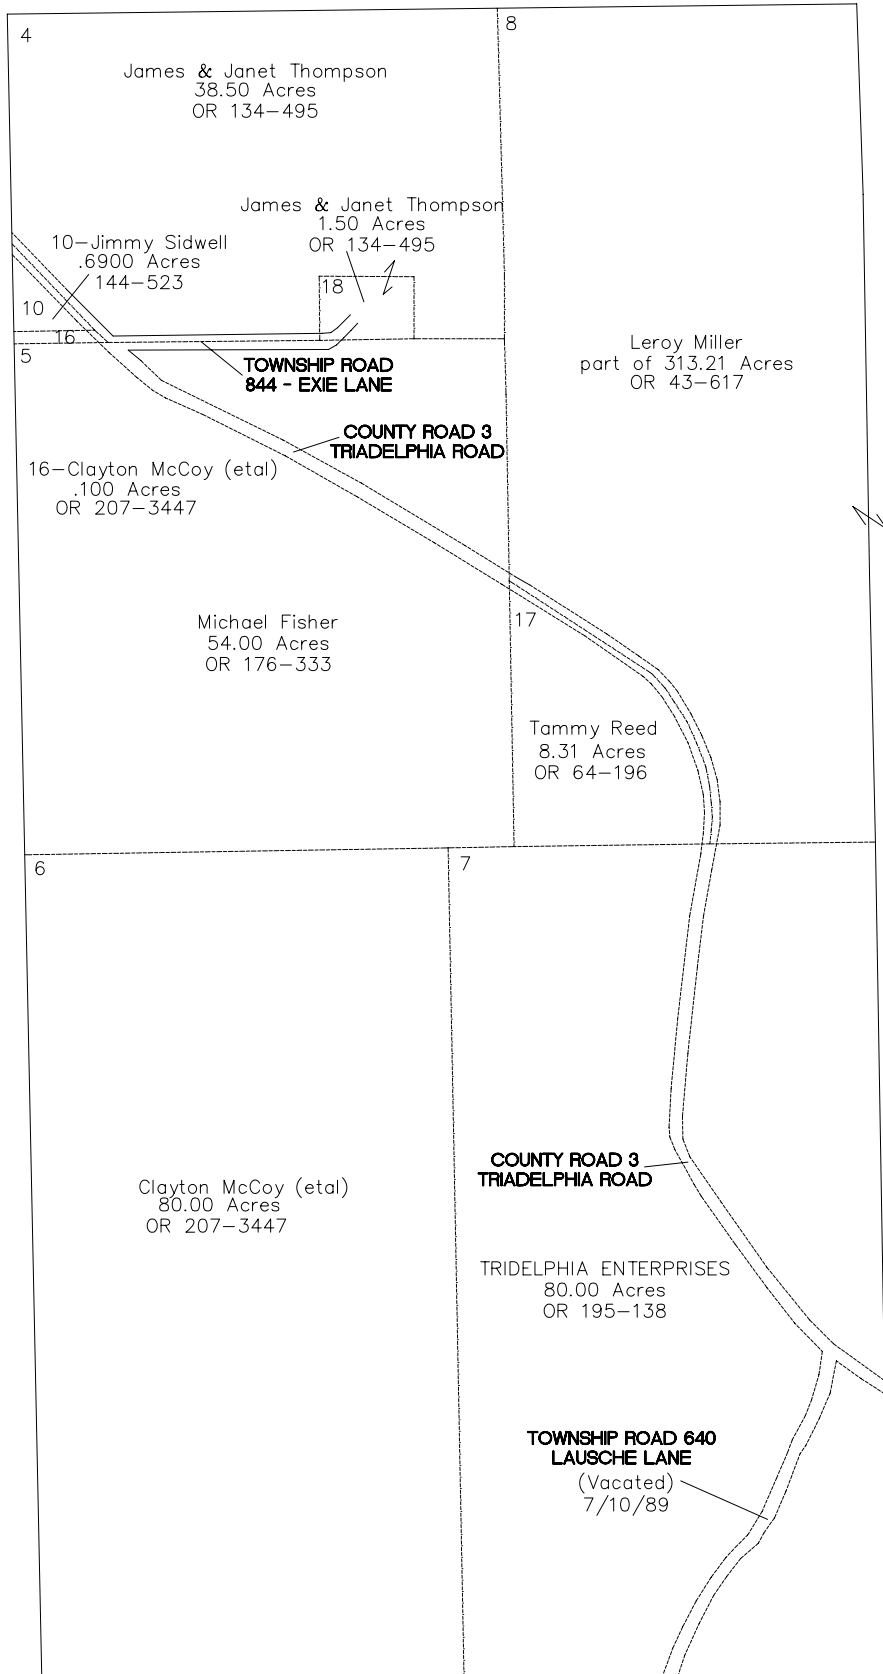 4
8
James & Janet Thompson
38.50 Acres
OR 134-495
James & Janet Thompson
1.50 Acres
OR 134-495
10-Jimmy Sidwell
.6900 Acres
144-523
18
10
16
5
TOWNSHIP ROAD
844 - EXIE LANE
Leroy Miller
part of 313.21 Acres
OR 43-617
COUNTY ROAD 3
TRIADELPHIA ROAD
16-Clayton McCoy (etal)
.100 Acres
OR 207-3447
Michael Fisher
54.00 Acres
OR 176-333
17
Tammy Reed
8.31 Acres
OR 64-196
6
7
COUNTY ROAD 3
TRIADELPHIA ROAD
Clayton McCoy (etal)
80.00 Acres
OR 207-3447
TRIDELPHIA ENTERPRISES
80.00 Acres
OR 195-138
TOWNSHIP ROAD 640
LAUSCHE LANE
(Vacated)
7/10/89